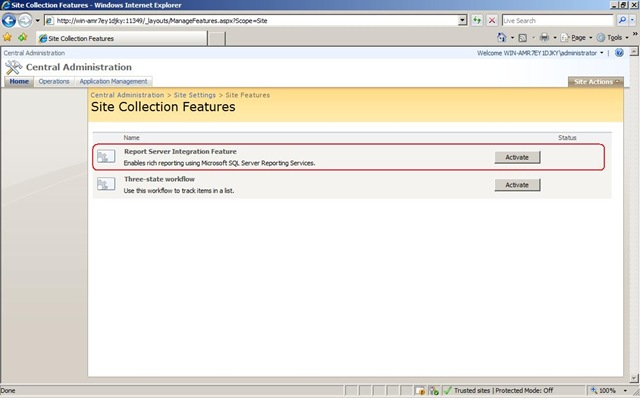 Site Collection Features - Windows Internet Explorer
http://win-amr7ey1djky:11349/_layouts/ManageFeatures.aspx?Scope=Site
Live Search
Site Collection Features
Page
Tools
Central Administration
Welcome WIN-AMR7EY1DJKY\administrator
Central Administration
Home Operations Application Management
Site Actions
Central Administration > Site Settings > Site Features
Site Collection Features
Name Status
Report Server Integration Feature
Enables rich reporting using Microsoft SQL Server Reporting Services.
Activate
Three-state workflow
Use this workflow to track items in a list.
Activate
Done
Trusted sites | Protected Mode: Off
100%